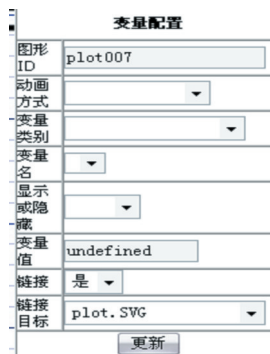 变量配置
图形
ID
plot007
动画
方式
变量
类别
变量
名
显示
或隐
藏
变量
值
undefined
链接
是
链接
目标
plot.SVG
更新